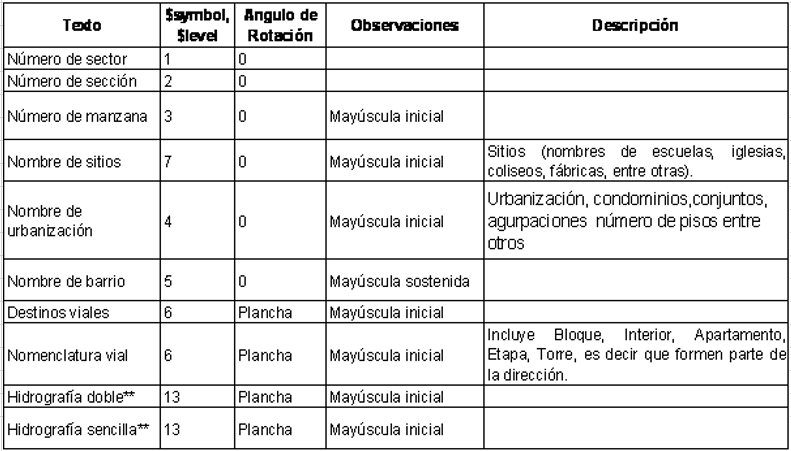 Texto $symbol, $level Angulo de Rotación Observaciones Descripción
Número de sector 1 0
Número de sección 2 0
Número de manzana 3 0 Mayúscula inicial
Nombre de sitios 7 0 Mayúscula inicial Sitios (nombres de escuelas, iglesias,
coliseos, fábricas, entre otras).
Nombre de
urbanización 4 0 Mayúscula inicial Urbanización, condominios,conjuntos,
agurpaciones número de pisos entre
otros
Nombre de barrio 5 0 Mayúscula sostenida
Destinos viales 6 Plancha Mayúscula inicial
Nomenclatura vial 6 Plancha Mayúscula inicial Incluye Bloque, Interior, Apartamento,
Etapa, Torre, es decir que formen parte de
la dirección.
Hidrografía doble** 13 Plancha Mayúscula inicial
Hidrografía sencilla** 13 Plancha Mayúscula inicial